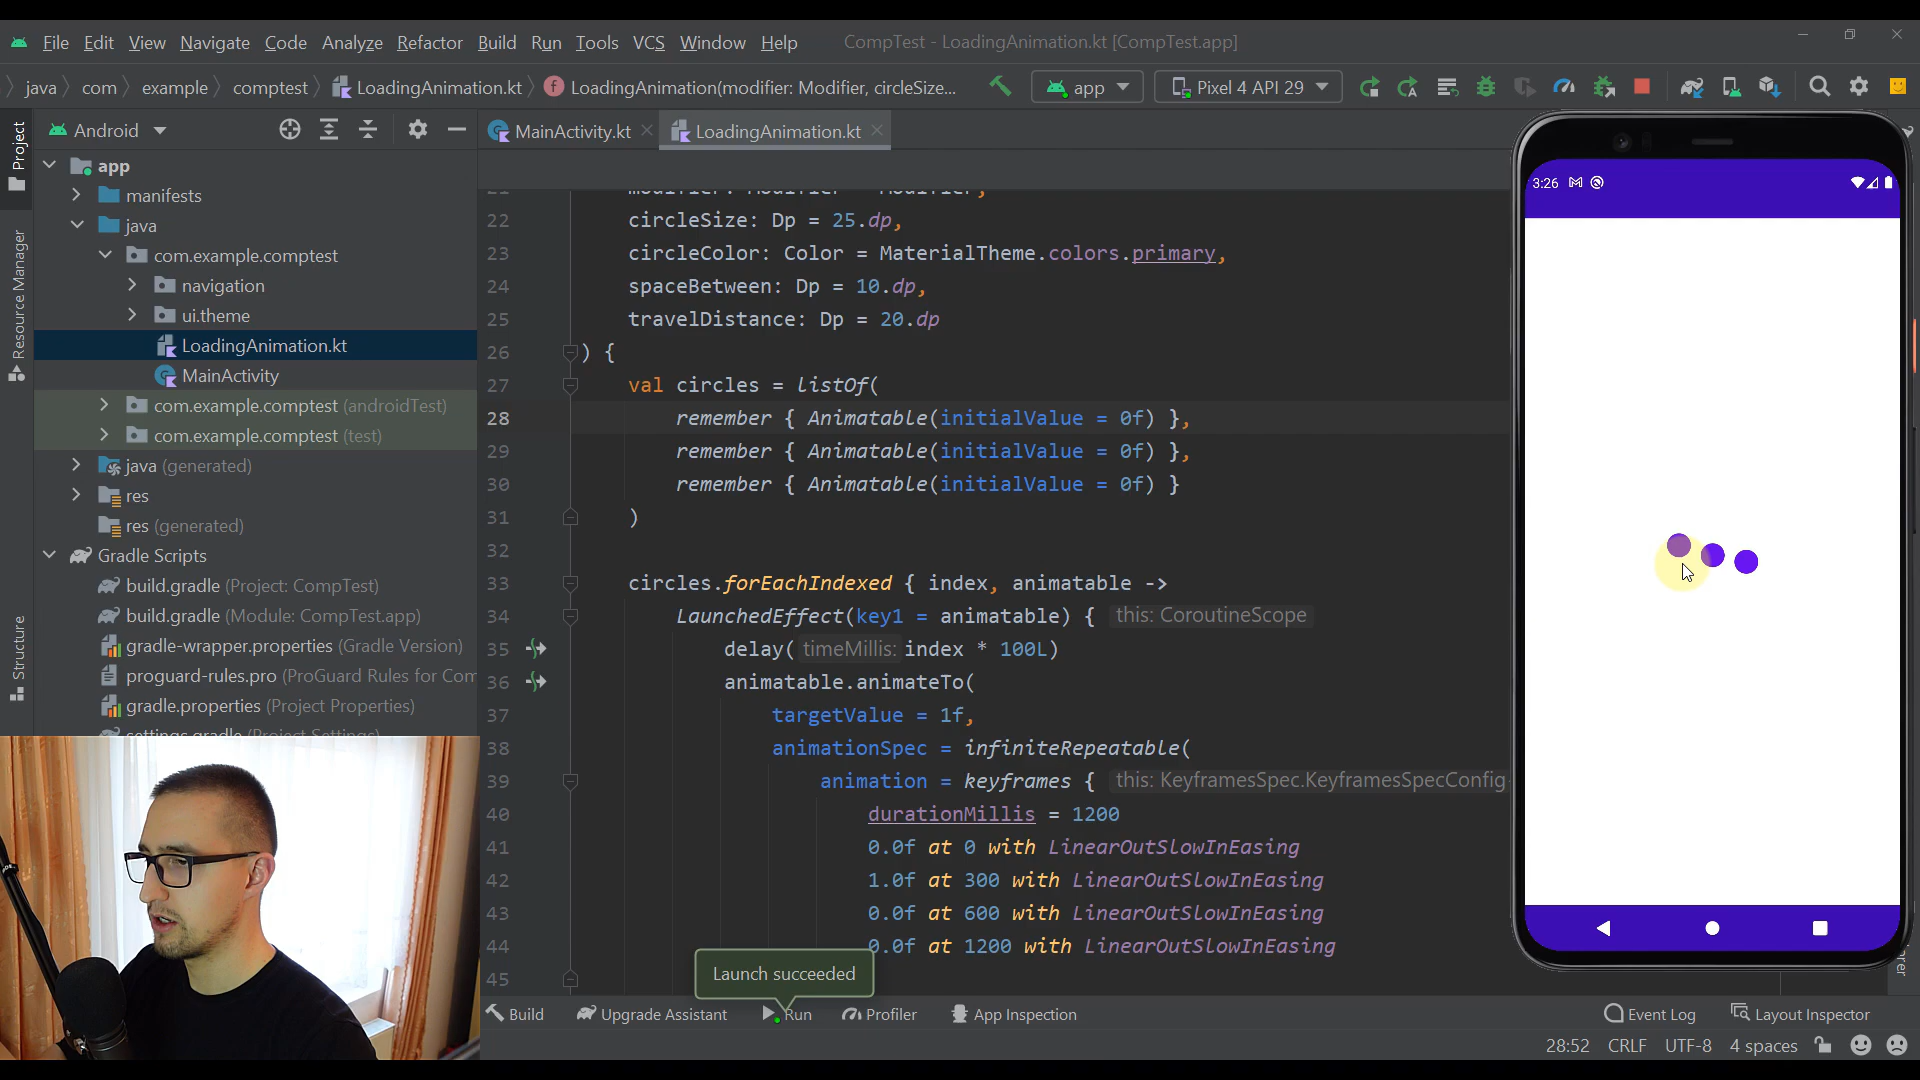 File Edit View Navigate Code Analyze Refactor Build Run Tools VCS Window Help CompTest - LoadingAnimation.kt [CompTest.app]
java com example comptest LoadingAnimation.kt LoadingAnimation(modifier: Modifier, circleSize... app Pixel 4 API 29
Android
MainActivity.kt LoadingAnimation.kt
Project
Resource Manager
Structure
app
manifests
java
com.example.comptest
navigation
ui.theme
LoadingAnimation.kt
MainActivity
com.example.comptest (androidTest)
com.example.comptest (test)
java (generated)
res
res (generated)
Gradle Scripts
build.gradle (Project: CompTest)
build.gradle (Module: CompTest.app)
gradle-wrapper.properties (Gradle Version)
proguard-rules.pro (ProGuard Rules for Com
gradle.properties (Project Properties)
settings.gradle (Project Settings)
21 modifier: Modifier = Modifier,
22 circleSize: Dp = 25.dp,
23 circleColor: Color = MaterialTheme.colors.primary,
24 spaceBetween: Dp = 10.dp,
25 travelDistance: Dp = 20.dp
26 ) {
27 val circles = listOf(
28 remember { Animatable(initialValue = 0f) },
29 remember { Animatable(initialValue = 0f) },
30 remember { Animatable(initialValue = 0f) }
31 )
32
33 circles.forEachIndexed { index, animatable ->
34 LaunchedEffect(key1 = animatable) { this: CoroutineScope
35 delay( timeMillis: index * 100L)
36 animatable.animateTo(
37 targetValue = 1f,
38 animationSpec = infiniteRepeatable(
39 animation = keyframes { this: KeyframesSpec.KeyframesSpecConfig
40 durationMillis = 1200
41 0.0f at 0 with LinearOutSlowInEasing
42 1.0f at 300 with LinearOutSlowInEasing
43 0.0f at 600 with LinearOutSlowInEasing
44 0.0f at 1200 with LinearOutSlowInEasing
45
3:26
Launch succeeded
Build Upgrade Assistant Run Profiler App Inspection Event Log Layout Inspector
28:52 CRLF UTF-8 4 spaces